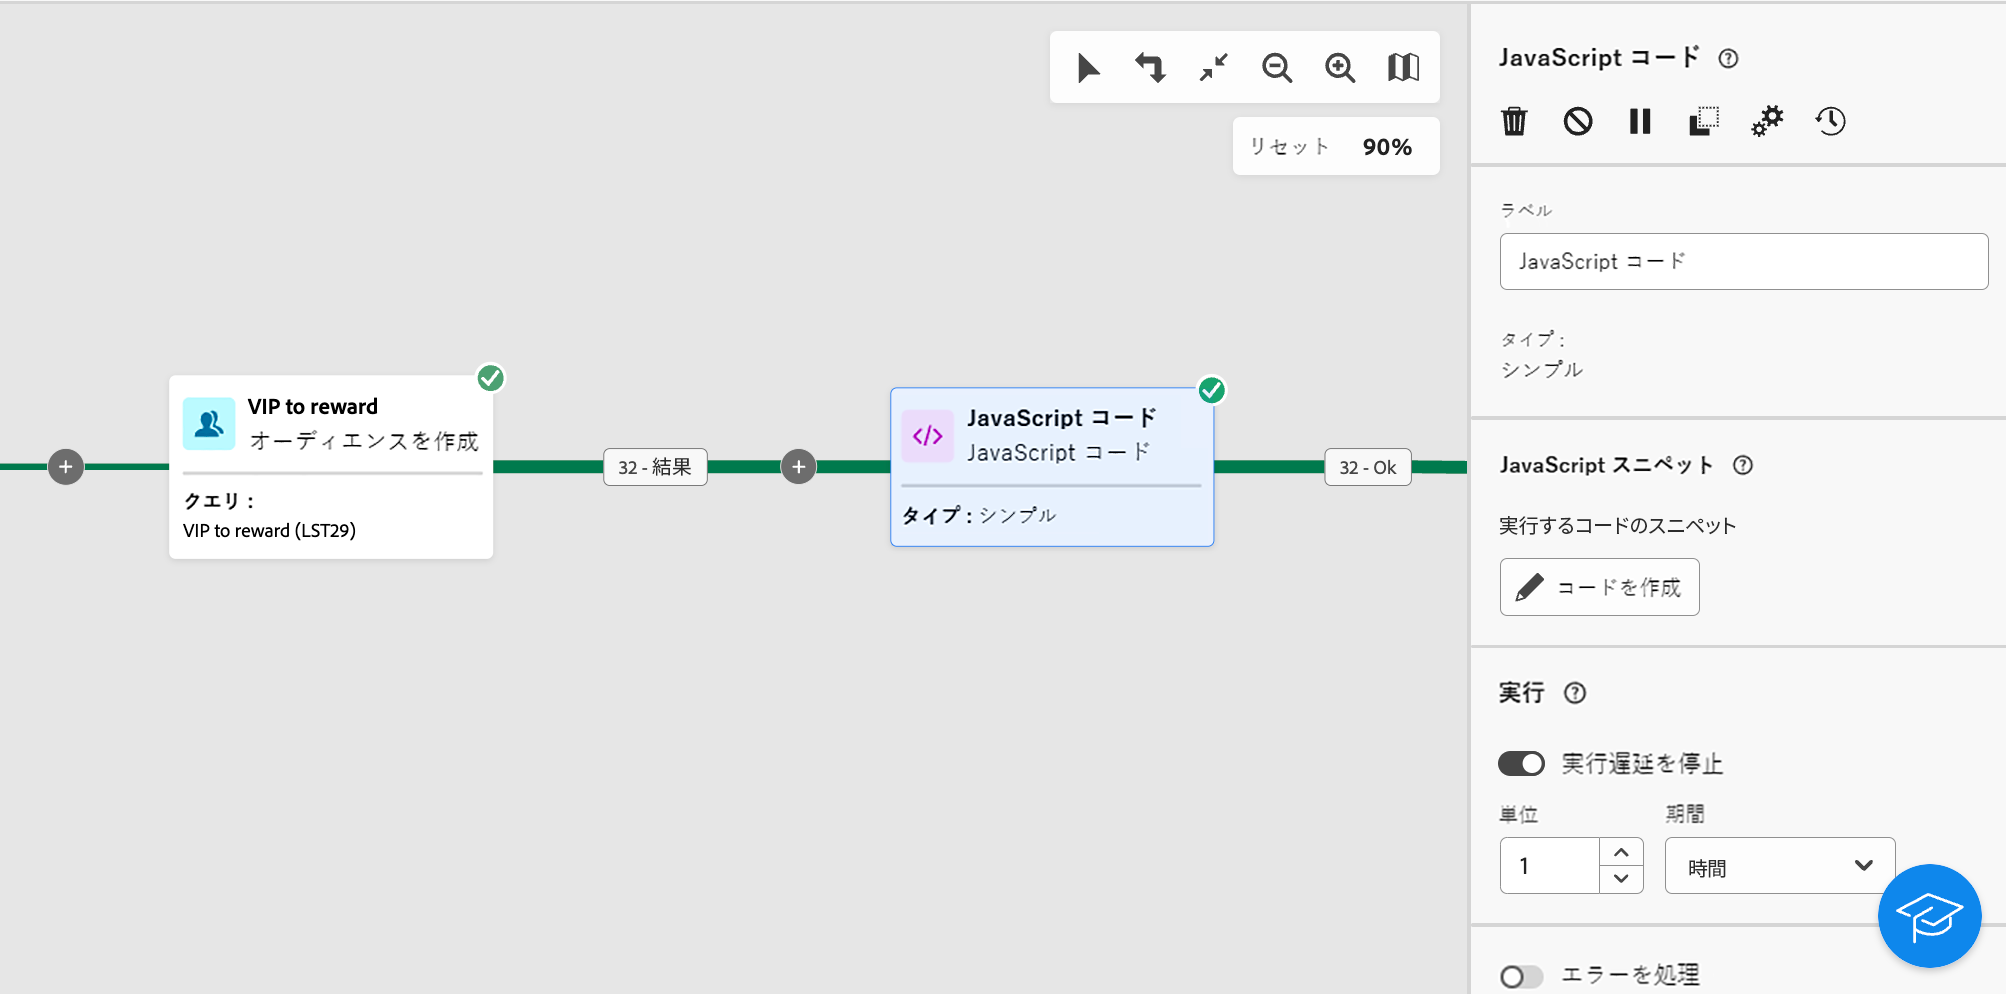 リセット 90%
VIP to reward
オーディエンスを作成
クエリ :
VIP to reward (LST29)
32 - 結果
JavaScript コード
JavaScript コード
タイプ : シンプル
32 - Ok
JavaScript コード
ラベル
JavaScript コード
タイプ :
シンプル
JavaScript スニペット
実行するコードのスニペット
コードを作成
実行
実行遅延を停止
単位 期間
1 時間
エラーを処理